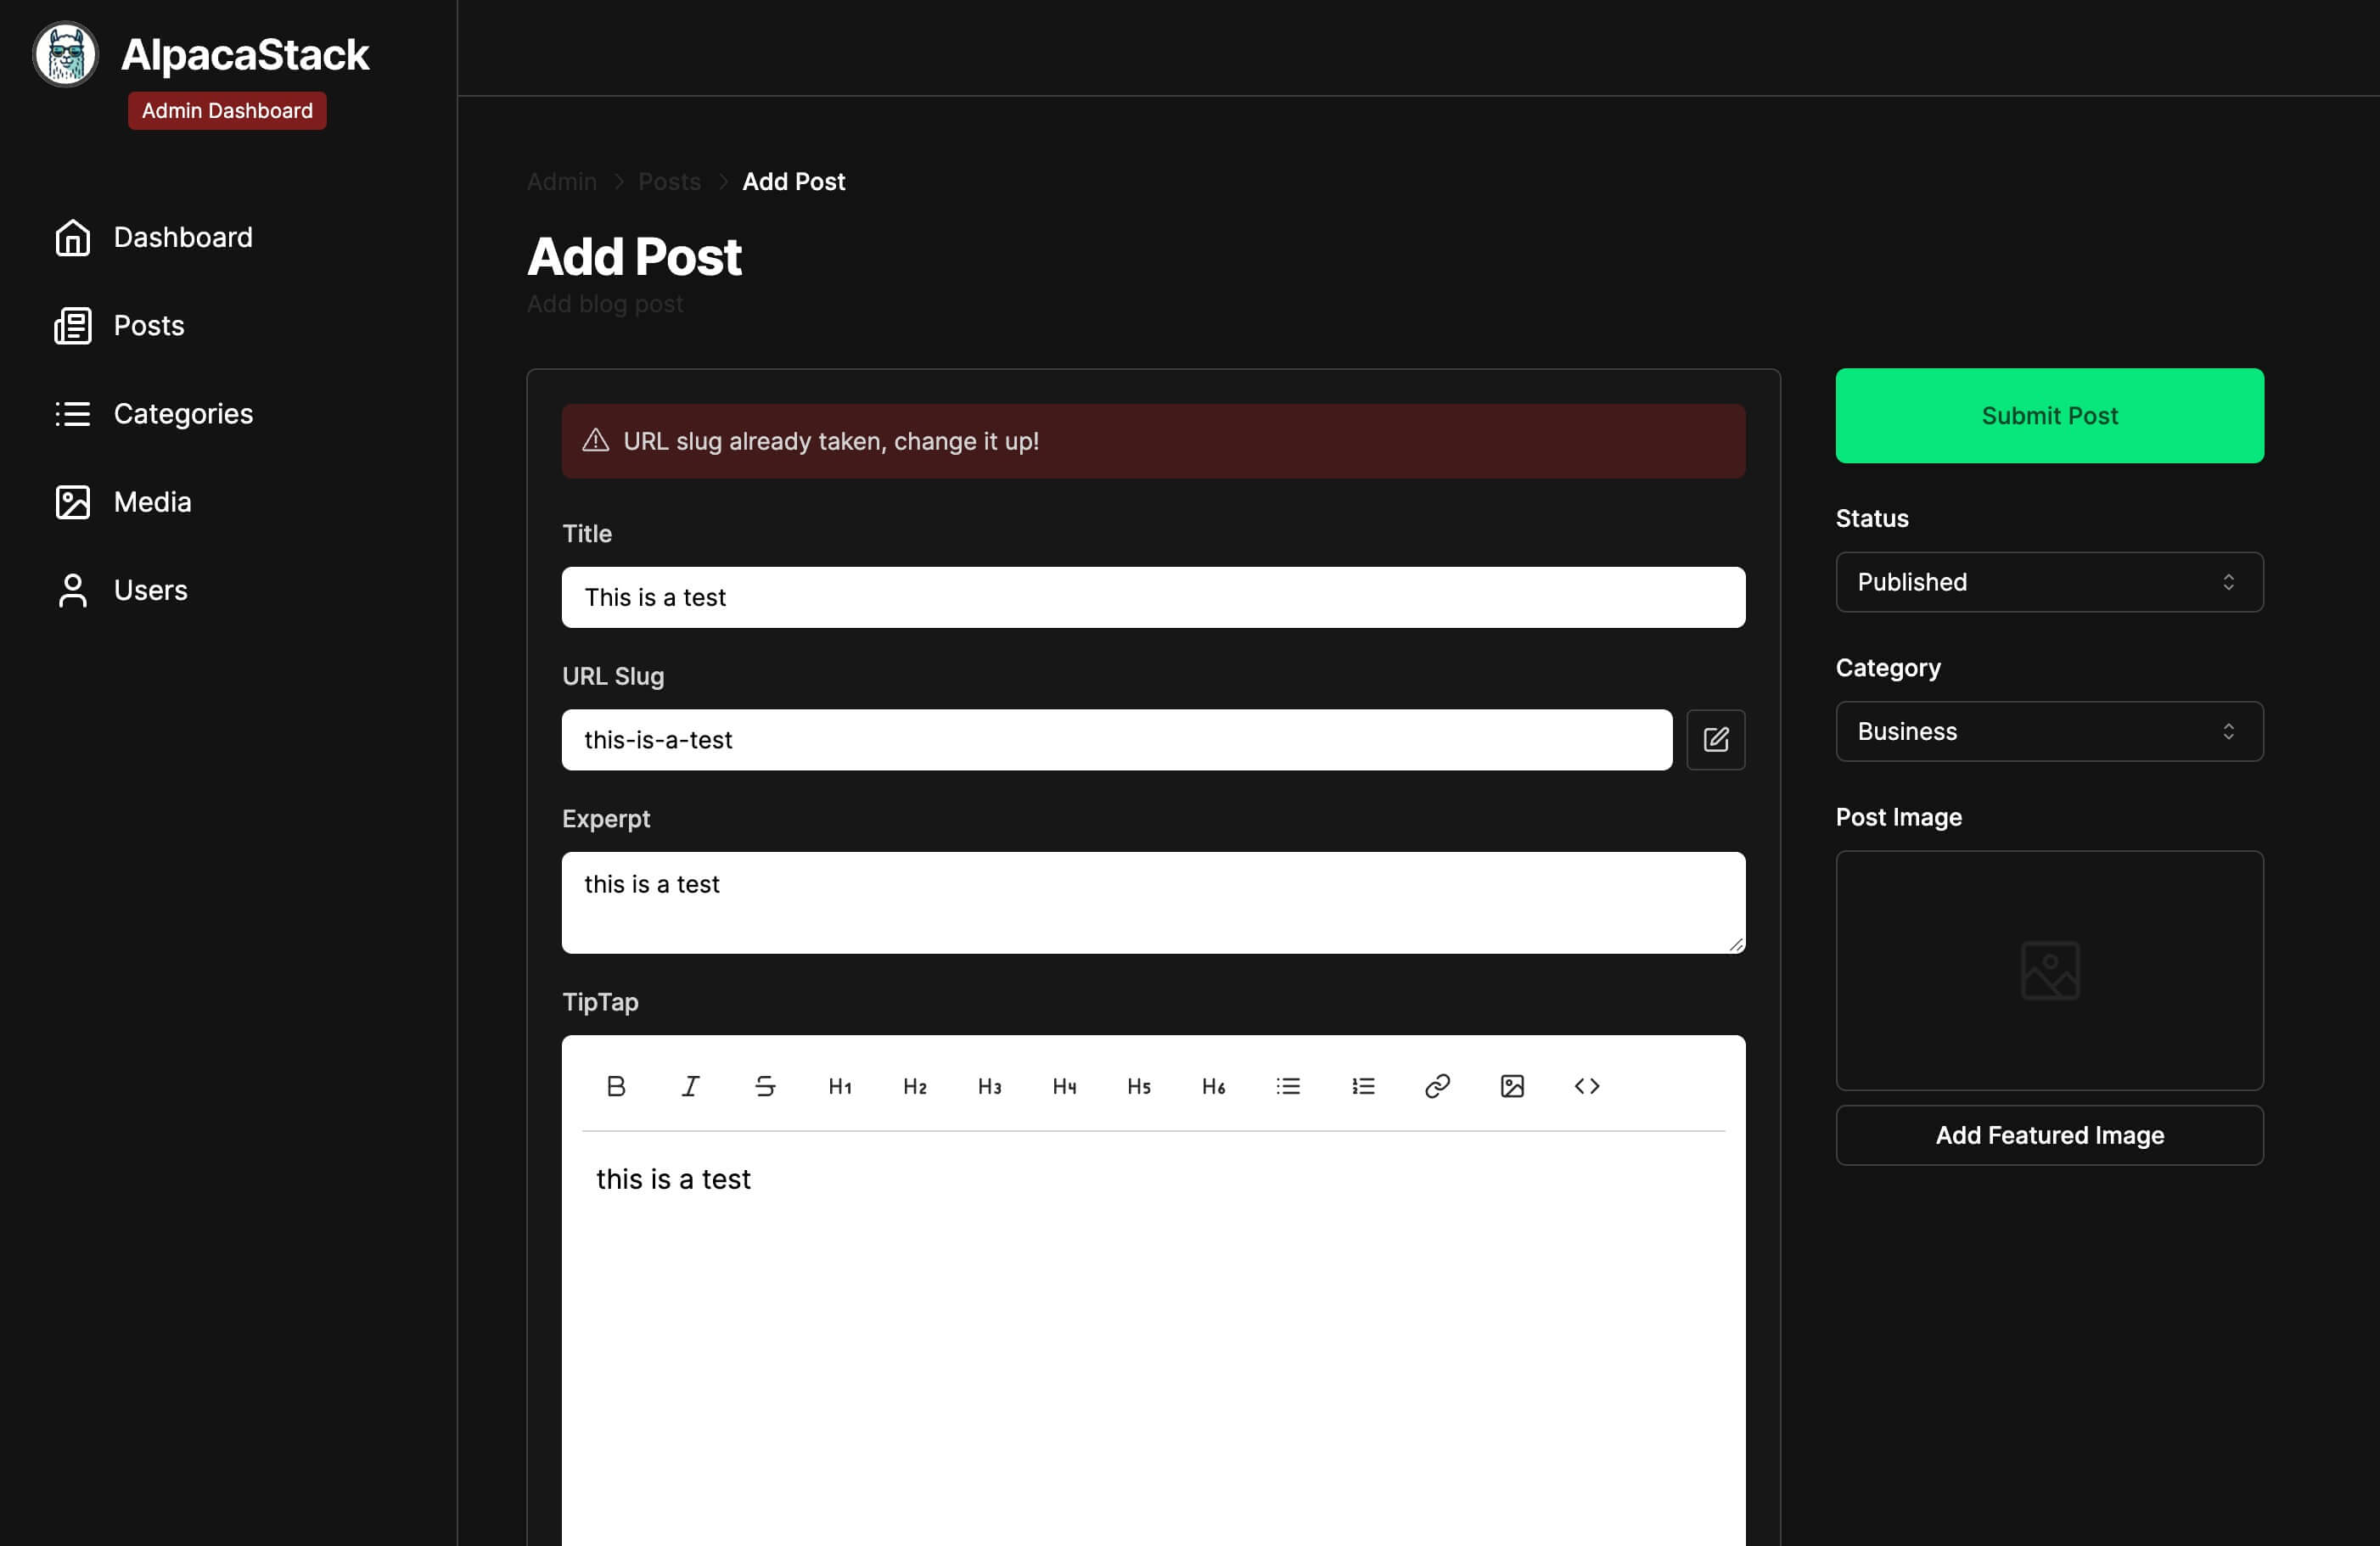 AlpacaStack
Admin Dashboard
Dashboard
Posts
Categories
Media
Users
Admin > Posts > Add Post
Add Post
Add blog post
URL slug already taken, change it up!
Title
This is a test
URL Slug
this-is-a-test
Experpt
this is a test
TipTap
B I S H1 H2 H3 H4 H5 H6
this is a test
Submit Post
Status
Published
Category
Business
Post Image
Add Featured Image